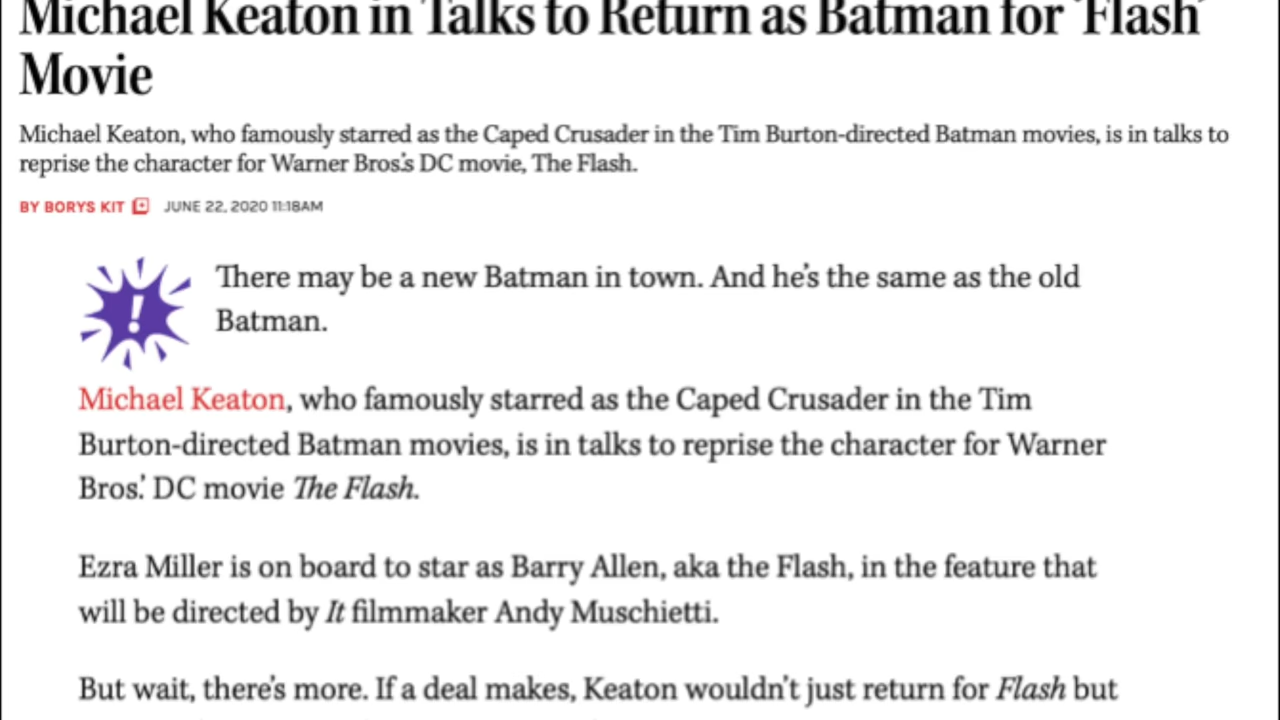 Michael Keaton in Talks to Return as Batman for 'Flash'
Movie
Michael Keaton, who famously starred as the Caped Crusader in the Tim Burton-directed Batman movies, is in talks to
reprise the character for Warner Bros.'s DC movie, The Flash.
BY BORYS KIT JUNE 22, 2020 11:18AM
!
There may be a new Batman in town. And he's the same as the old
Batman.
Michael Keaton, who famously starred as the Caped Crusader in the Tim
Burton-directed Batman movies, is in talks to reprise the character for Warner
Bros.' DC movie The Flash.
Ezra Miller is on board to star as Barry Allen, aka the Flash, in the feature that
will be directed by It filmmaker Andy Muschietti.
But wait, there's more. If a deal makes, Keaton wouldn't just return for Flash but